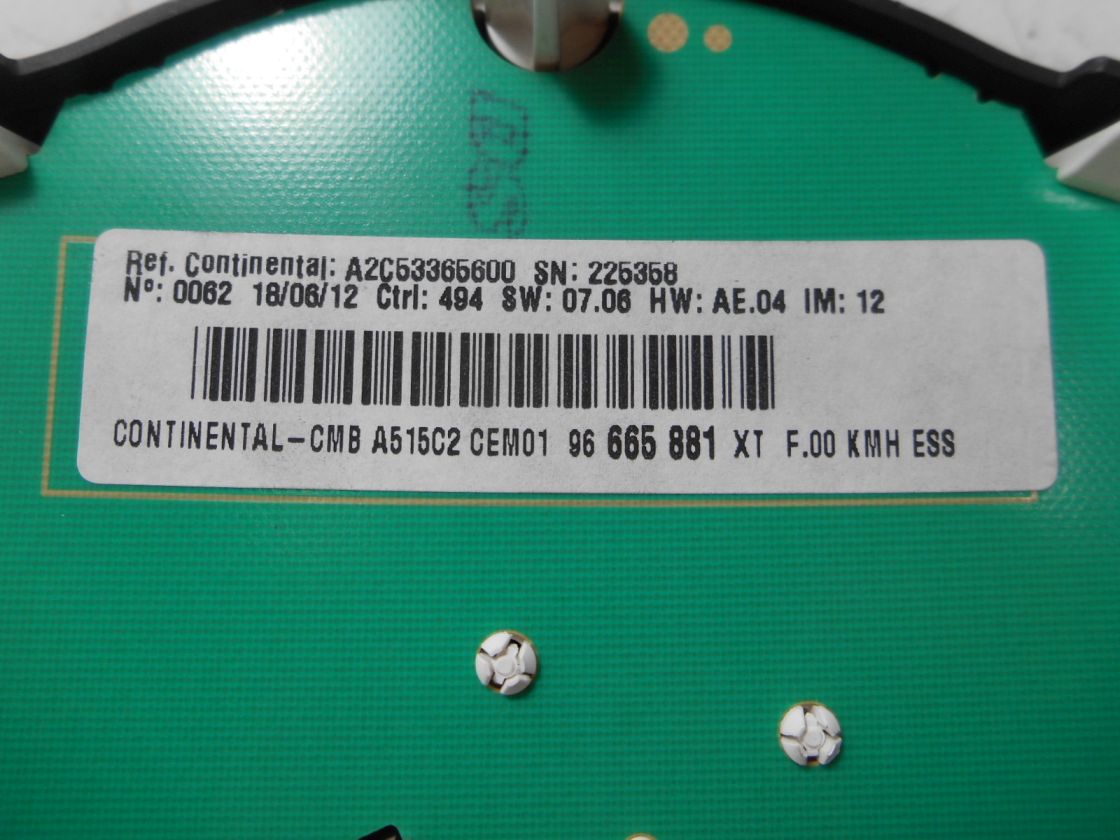 Ref. Continental: A2C53365600 SN: 225358
Nº: 0062 18/06/12 Ctrl: 494 SW: 07.06 HW: AE.04 IM: 12
CONTINENTAL-CMB A515C2 CEM01 96 665 881 XT F.00 KMH ESS